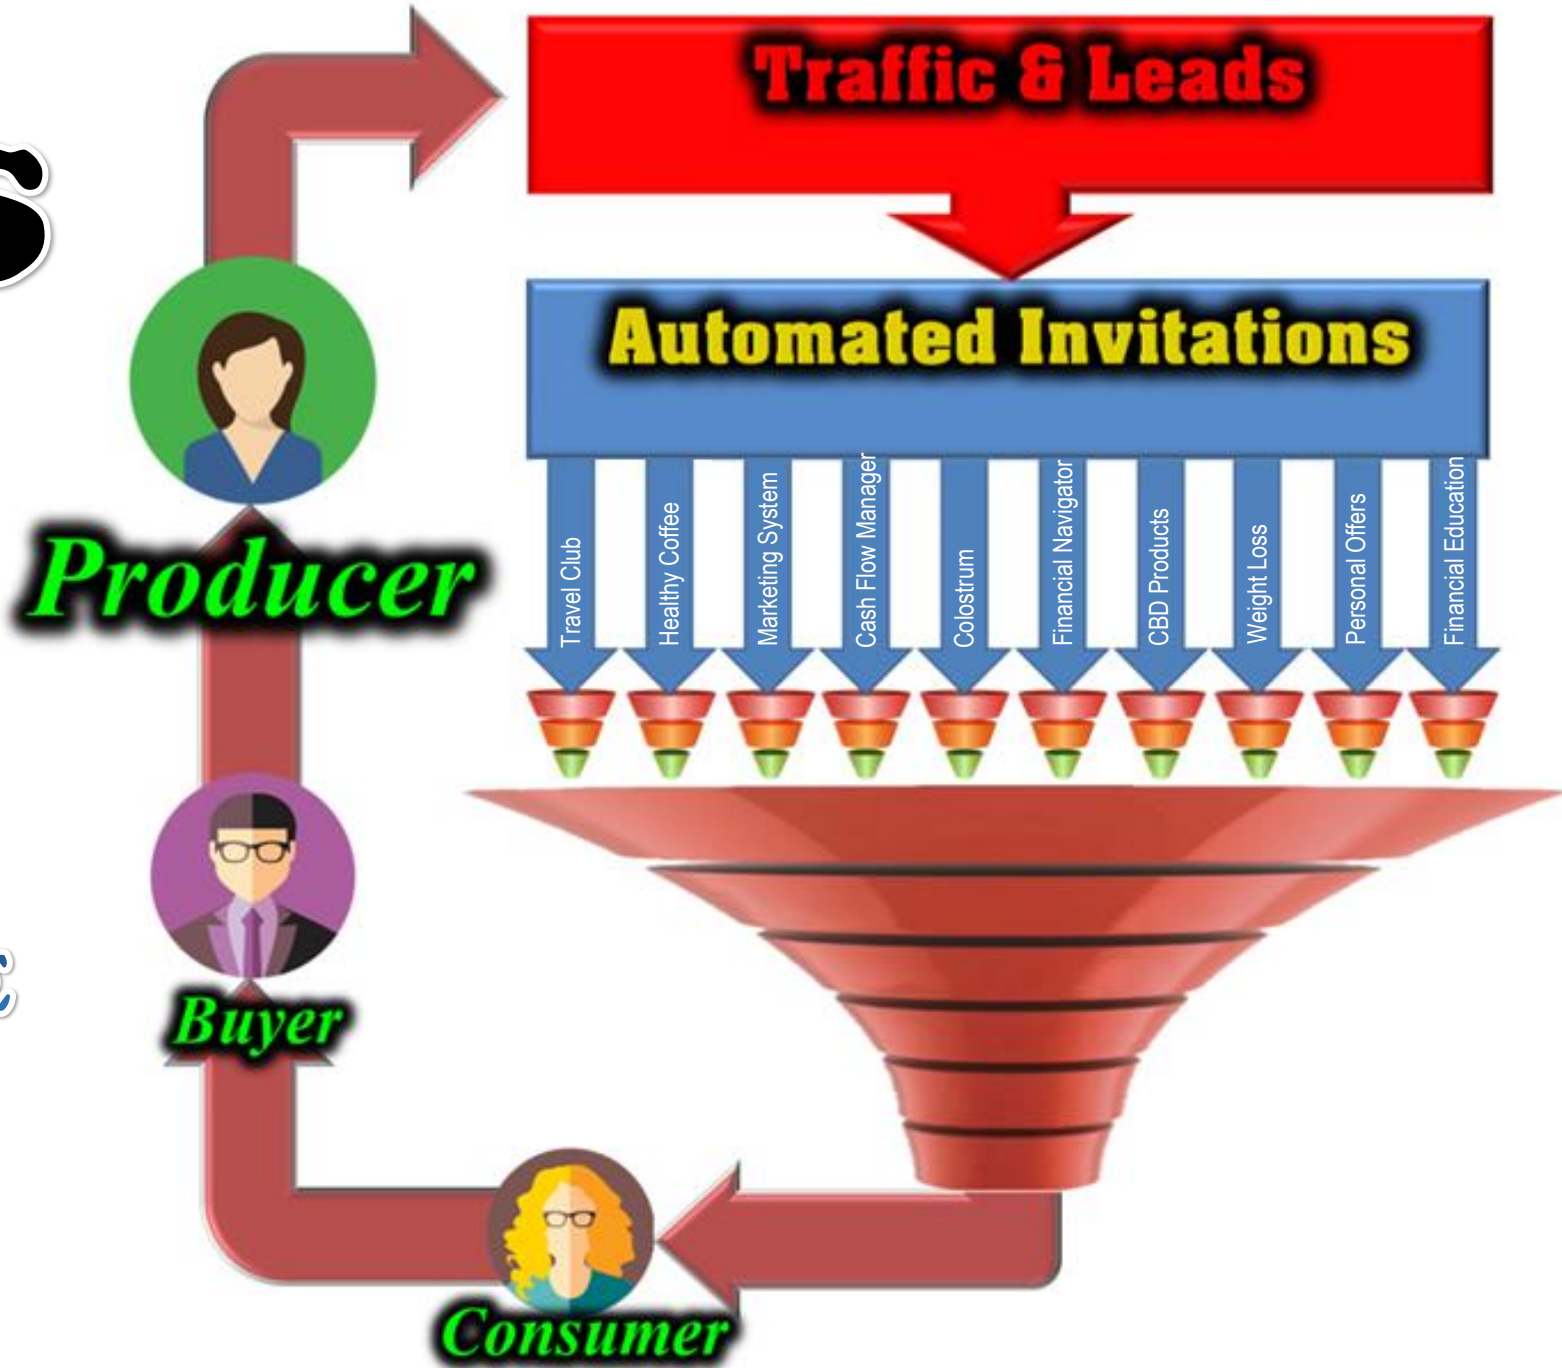 Traffic & Leads
Automated Invitations
Travel Club
Healthy Coffee
Marketing System
Cash Flow Manager
Colostrum
Financial Navigator
CBD Products
Weight Loss
Personal Offers
Financial Education
Producer
Buyer
Consumer